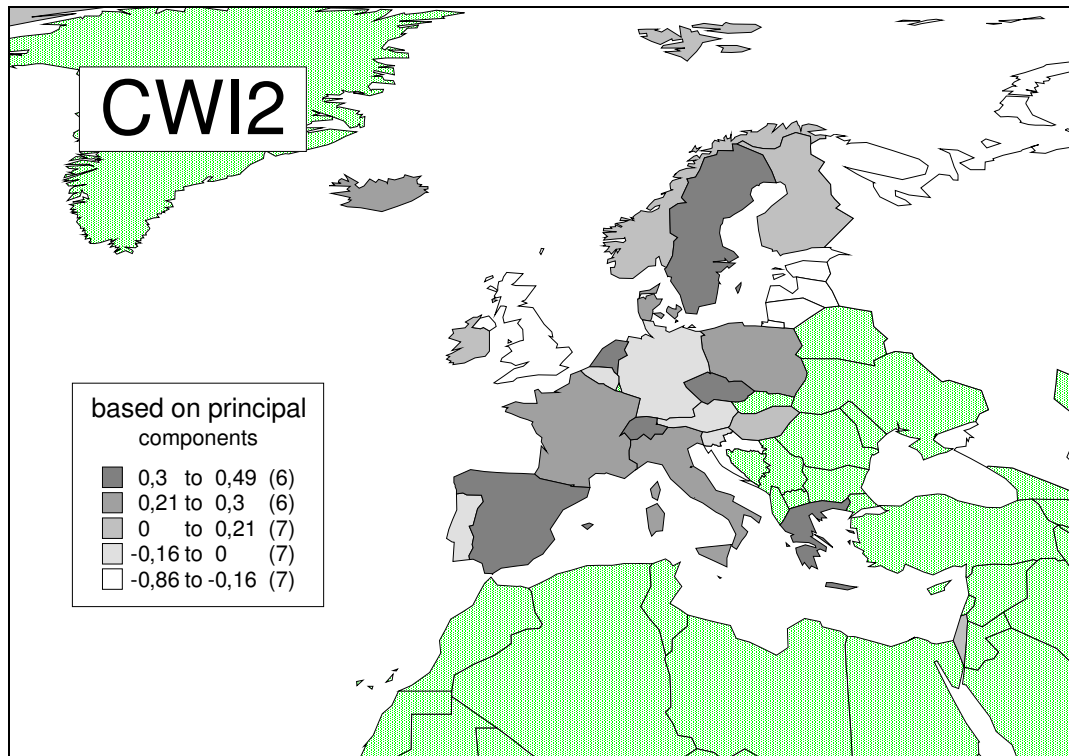 CWI2
based on principal
components
0,3 to 0,49 (6)
0,21 to 0,3 (6)
0 to 0,21 (7)
-0,16 to 0 (7)
-0,86 to -0,16 (7)